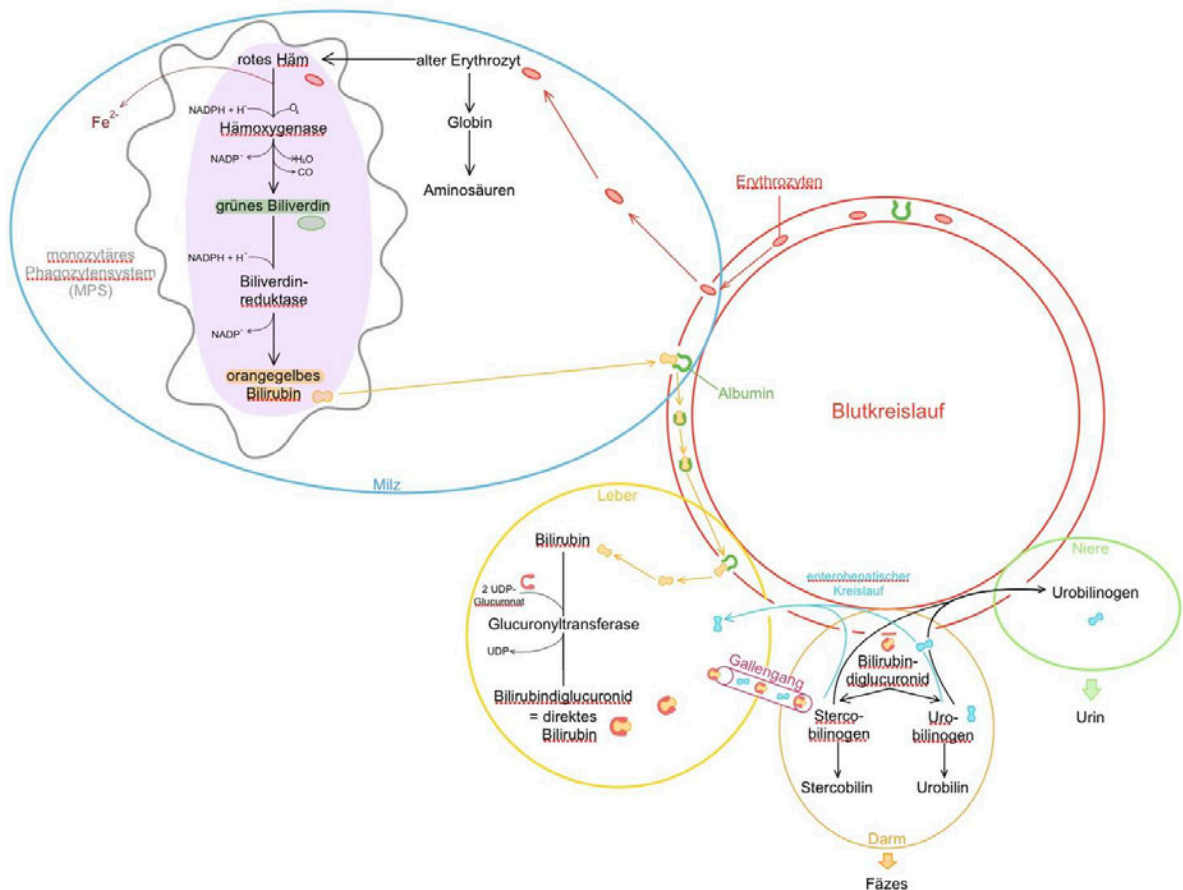 rotes Häm
alter Erythrozyt
Fe2-
NADPH + H+
O2
Hämoxygenase
NADP+
H2O
CO
Globin
Aminosäuren
grünes Biliverdin
monozytäres
Phagozytensystem
(MPS)
NADPH + H+
Biliverdin-
reduktase
NADP+
orangegelbes
Bilirubin
Milz
Erythrozyten
Albumin
Blutkreislauf
Leber
Bilirubin
2 UDP-
Glucuronat
Glucuronyltransferase
UDP
Bilirubindiglucuronid
= direktes
Bilirubin
enterohepatischer
Kreislauf
Niere
Urobilinogen
Urin
Gallengang
Bilirubin-
diglucuronid
Sterco-
bilinogen
Uro-
bilinogen
Stercobilin
Urobilin
Darm
Fäzes